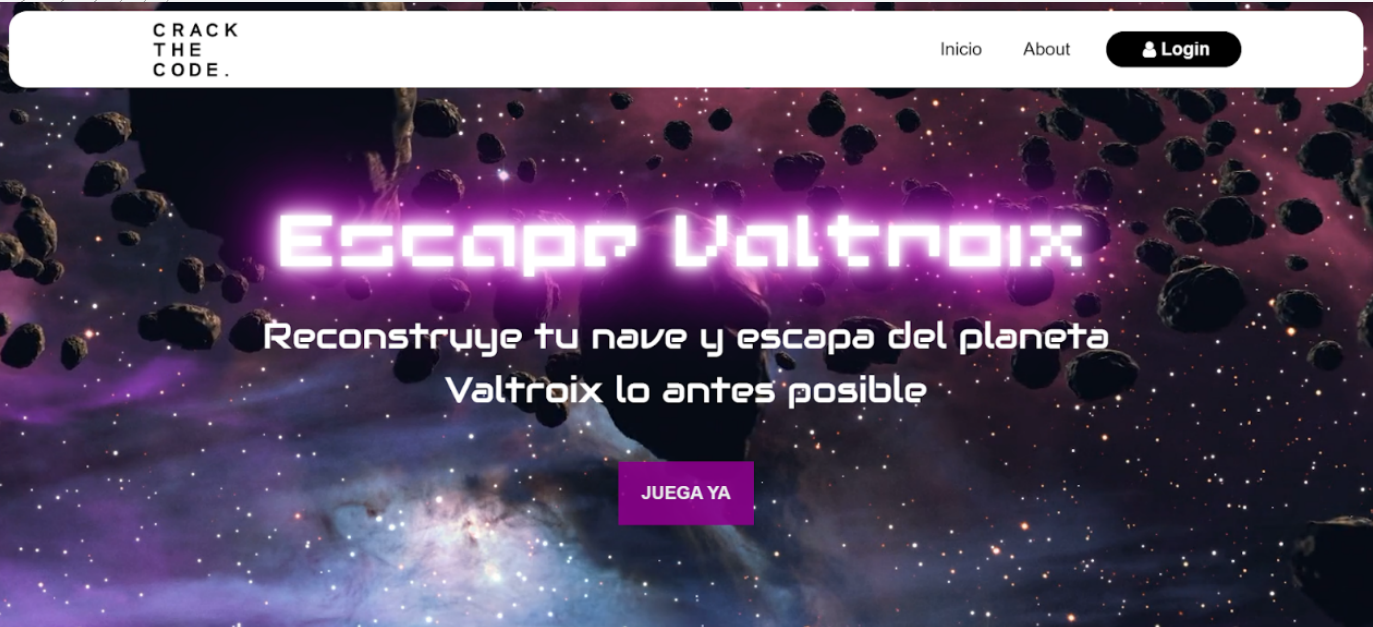 CRACK
THE
CODE.
Inicio About Login
Escape Valtroix
Reconstruye tu nave y escapa del planeta
Valtroix lo antes posible
JUEGA YA